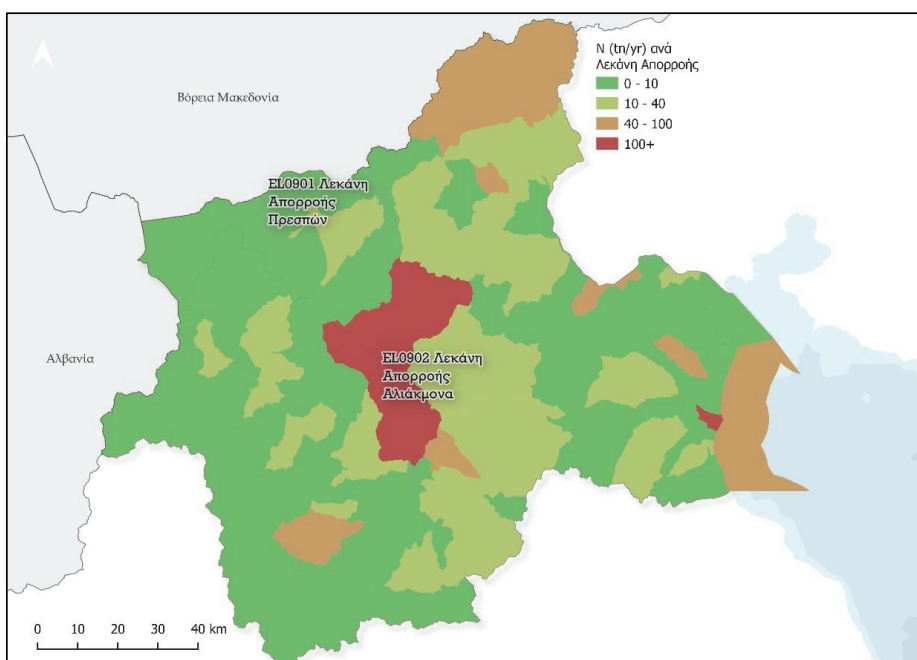 N (tn/yr) ανά
Λεκάνη Απορροής
0 - 10
10 - 40
40 - 100
100+
Βόρεια Μακεδονία
EL0901 Λεκάνη
Απορροής
Πρεσπών
Αλβανία
EL0902 Λεκάνη
Απορροής
Αλιάκμονα
0 10 20 30 40 km